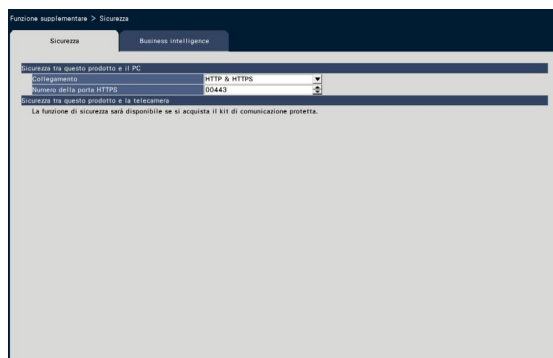 Funzione supplementare > Sicurezza
Sicurezza Business intelligence
Sicurezza tra questo prodotto e il PC
Collegamento HTTP & HTTPS
Numero della porta HTTPS 00443
Sicurezza tra questo prodotto e la telecamera
La funzione di sicurezza sarà disponibile se si acquista il kit di comunicazione protetta.